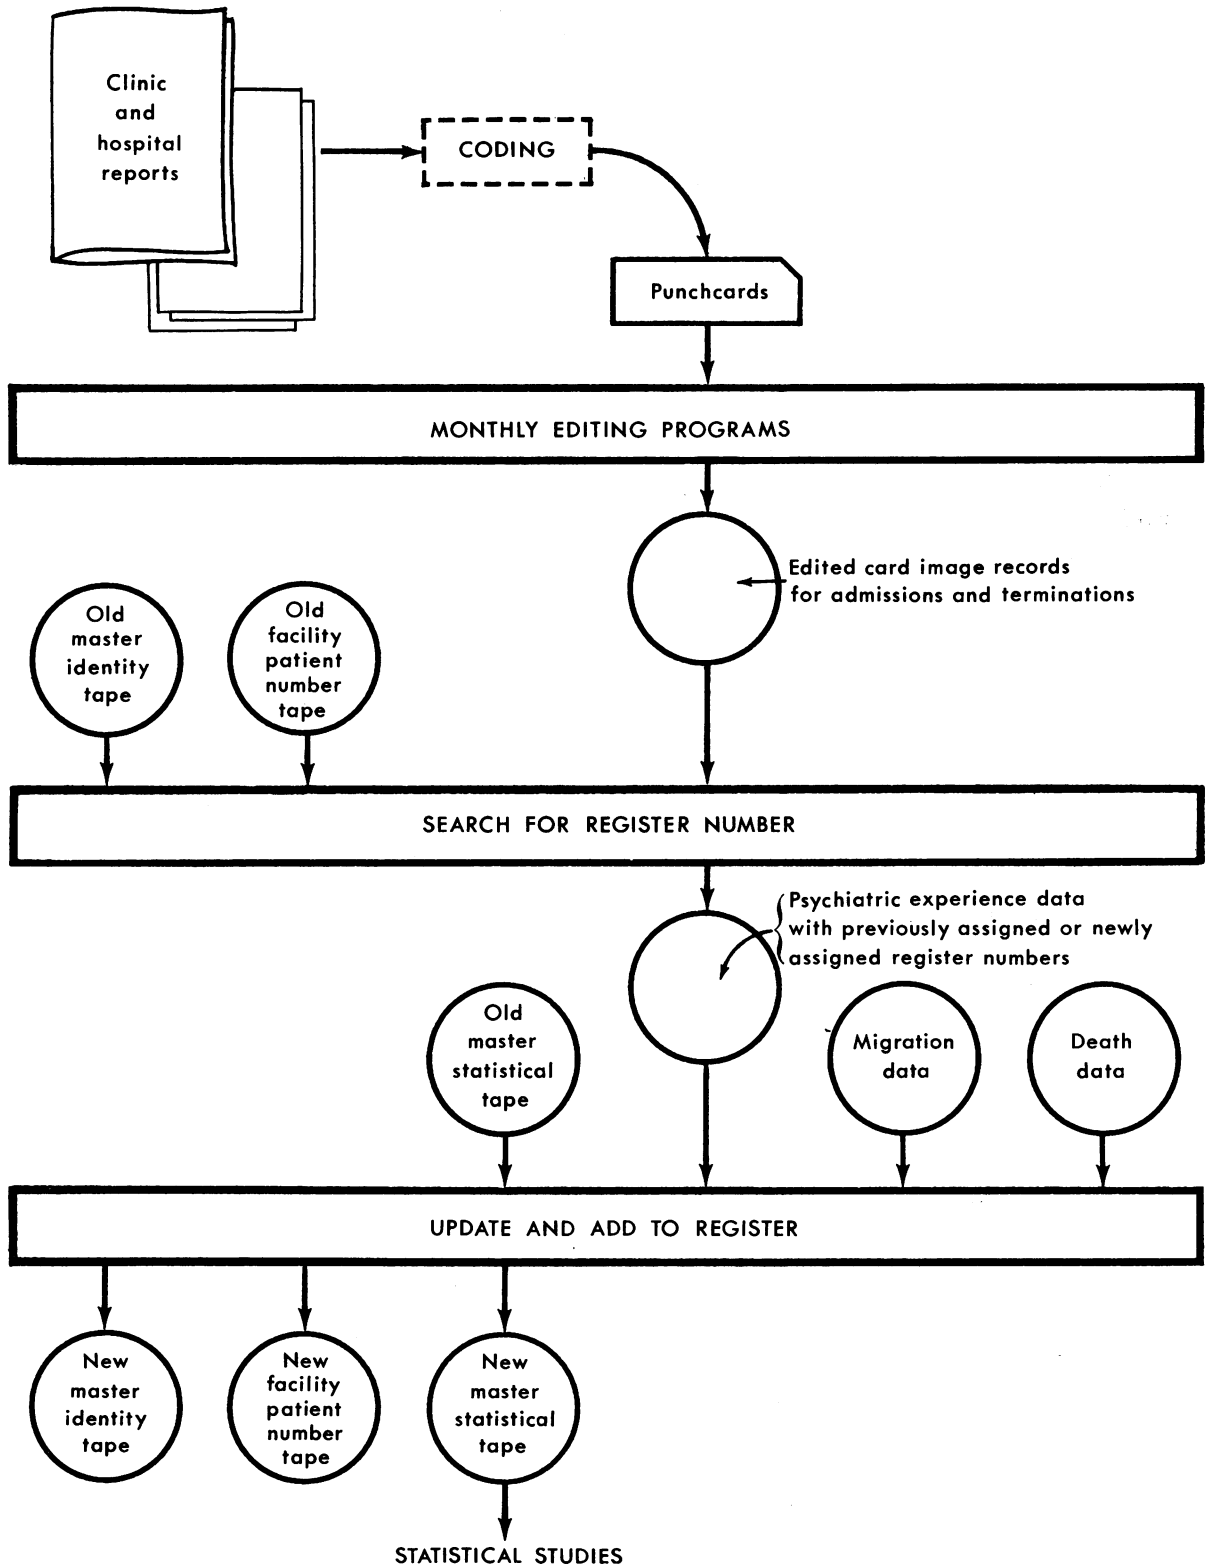 Clinic
and
hospital
reports
CODING
Punchcards
MONTHLY EDITING PROGRAMS
Edited card image records
for admissions and terminations
Old
master
identity
tape
Old
facility
patient
number
tape
SEARCH FOR REGISTER NUMBER
Psychiatric experience data
with previously assigned or newly
assigned register numbers
Old
master
statistical
tape
Migration
data
Death
data
UPDATE AND ADD TO REGISTER
New
master
identity
tape
New
facility
patient
number
tape
New
master
statistical
tape
STATISTICAL STUDIES